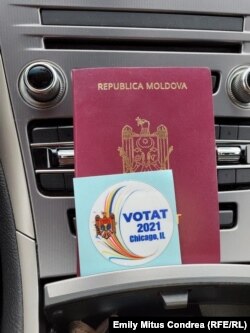 REPUBLICA MOLDOVA
VOTAT
2021
Chicago, IL
Emily Mitus Condrea (RFE/RL)